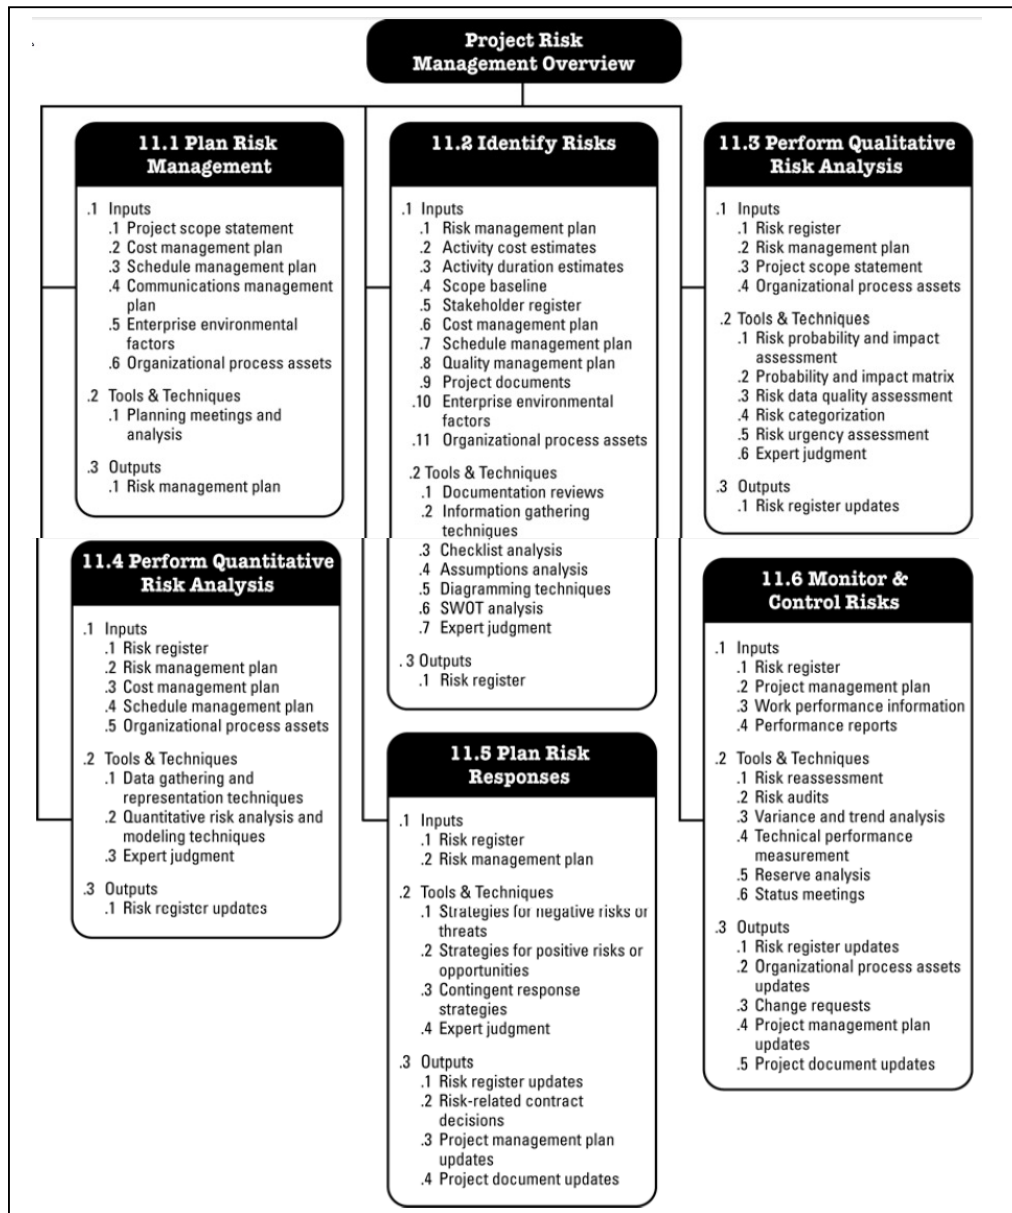 Project Risk
Management Overview
11.1 Plan Risk
Management
.1 Inputs
.1 Project scope statement
.2 Cost management plan
.3 Schedule management plan
.4 Communications management
plan
.5 Enterprise environmental
factors
.6 Organizational process assets
.2 Tools & Techniques
.1 Planning meetings and
analysis
.3 Outputs
.1 Risk management plan
11.2 Identify Risks
.1 Inputs
.1 Risk management plan
.2 Activity cost estimates
.3 Activity duration estimates
.4 Scope baseline
.5 Stakeholder register
.6 Cost management plan
.7 Schedule management plan
.8 Quality management plan
.9 Project documents
.10 Enterprise environmental
factors
.11 Organizational process assets
.2 Tools & Techniques
.1 Documentation reviews
.2 Information gathering
techniques
.3 Checklist analysis
.4 Assumptions analysis
.5 Diagramming techniques
.6 SWOT analysis
.7 Expert judgment
.3 Outputs
.1 Risk register
11.3 Perform Qualitative
Risk Analysis
.1 Inputs
.1 Risk register
.2 Risk management plan
.3 Project scope statement
.4 Organizational process assets
.2 Tools & Techniques
.1 Risk probability and impact
assessment
.2 Probability and impact matrix
.3 Risk data quality assessment
.4 Risk categorization
.5 Risk urgency assessment
.6 Expert judgment
.3 Outputs
.1 Risk register updates
11.4 Perform Quantitative
Risk Analysis
.1 Inputs
.1 Risk register
.2 Risk management plan
.3 Cost management plan
.4 Schedule management plan
.5 Organizational process assets
.2 Tools & Techniques
.1 Data gathering and
representation techniques
.2 Quantitative risk analysis and
modeling techniques
.3 Expert judgment
.3 Outputs
.1 Risk register updates
11.5 Plan Risk
Responses
.1 Inputs
.1 Risk register
.2 Risk management plan
.2 Tools & Techniques
.1 Strategies for negative risks or
threats
.2 Strategies for positive risks or
opportunities
.3 Contingent response
strategies
.4 Expert judgment
.3 Outputs
.1 Risk register updates
.2 Risk-related contract
decisions
.3 Project management plan
updates
.4 Project document updates
11.6 Monitor &
Control Risks
.1 Inputs
.1 Risk register
.2 Project management plan
.3 Work performance information
.4 Performance reports
.2 Tools & Techniques
.1 Risk reassessment
.2 Risk audits
.3 Variance and trend analysis
.4 Technical performance
measurement
.5 Reserve analysis
.6 Status meetings
.3 Outputs
.1 Risk register updates
.2 Organizational process assets
updates
.3 Change requests
.4 Project management plan
updates
.5 Project document updates